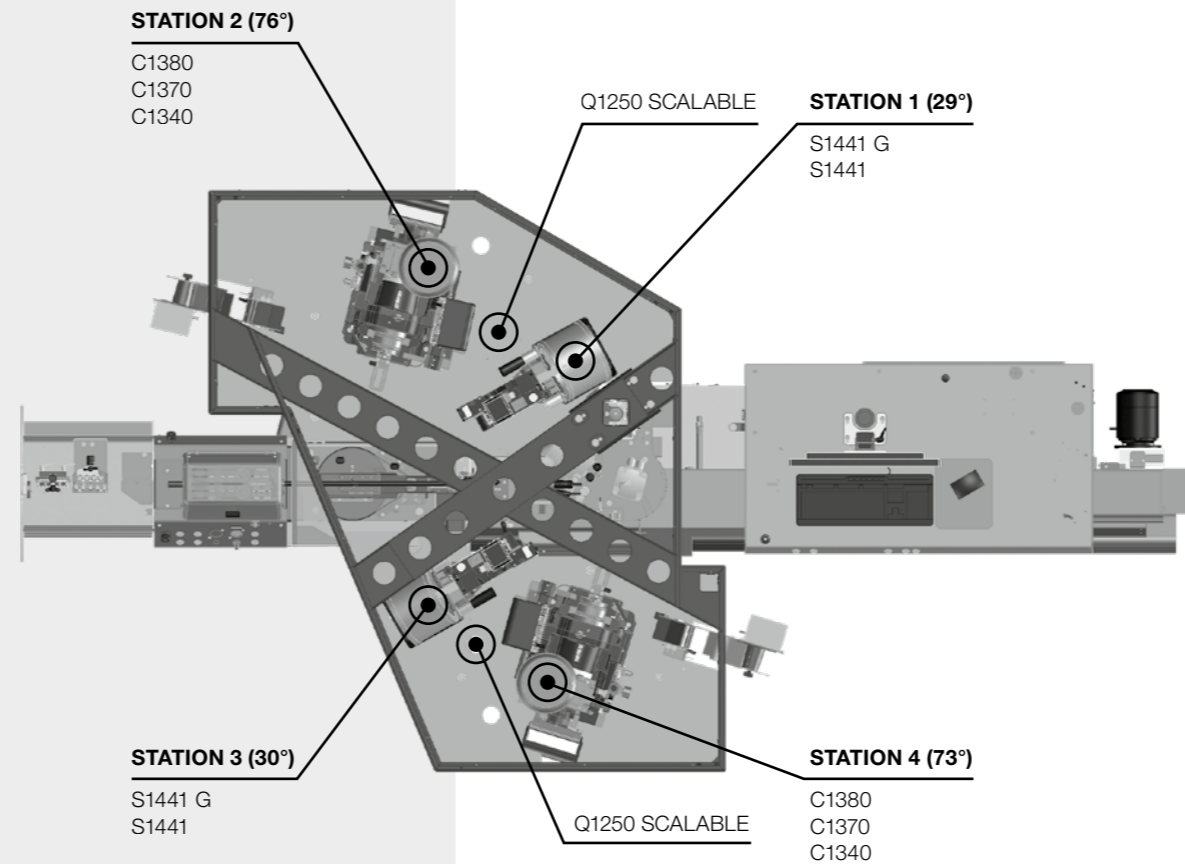 STATION 2 (76°)
C1380
C1370
C1340
Q1250 SCALABLE
STATION 1 (29°)
S1441 G
S1441
STATION 3 (30°)
S1441 G
S1441
Q1250 SCALABLE
STATION 4 (73°)
C1380
C1370
C1340